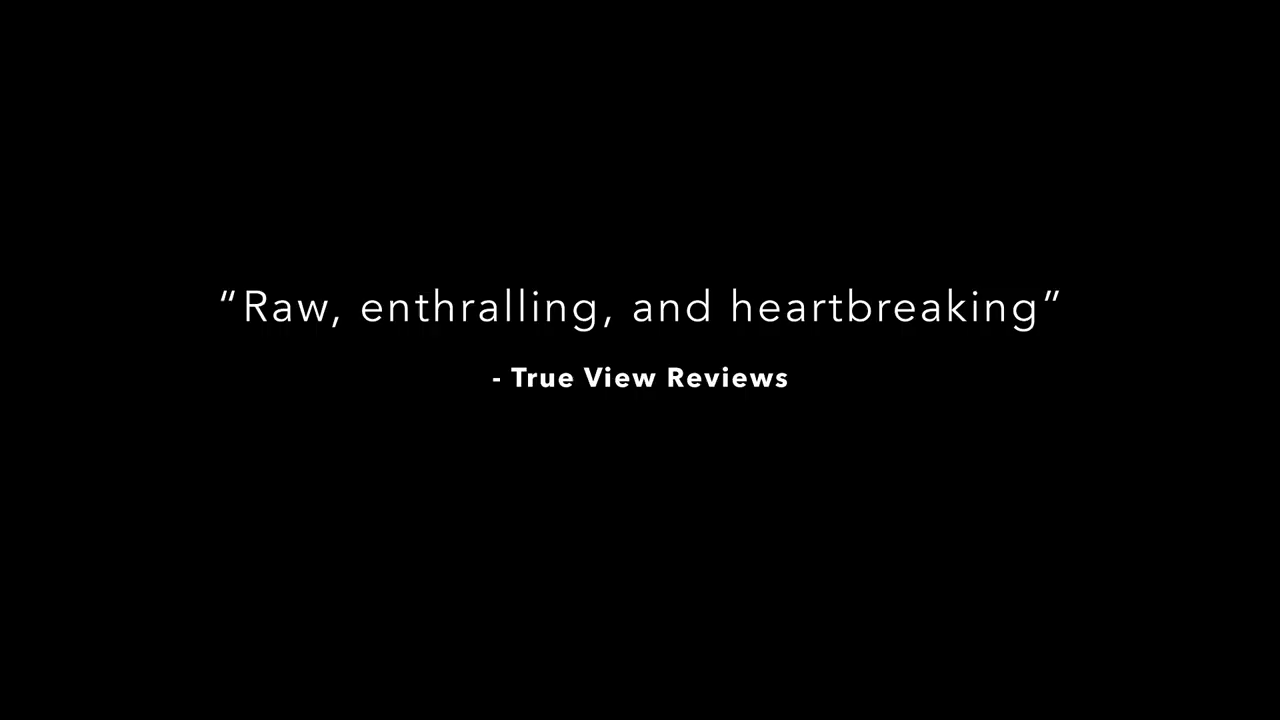 “Raw, enthralling, and heartbreaking”
- True View Reviews